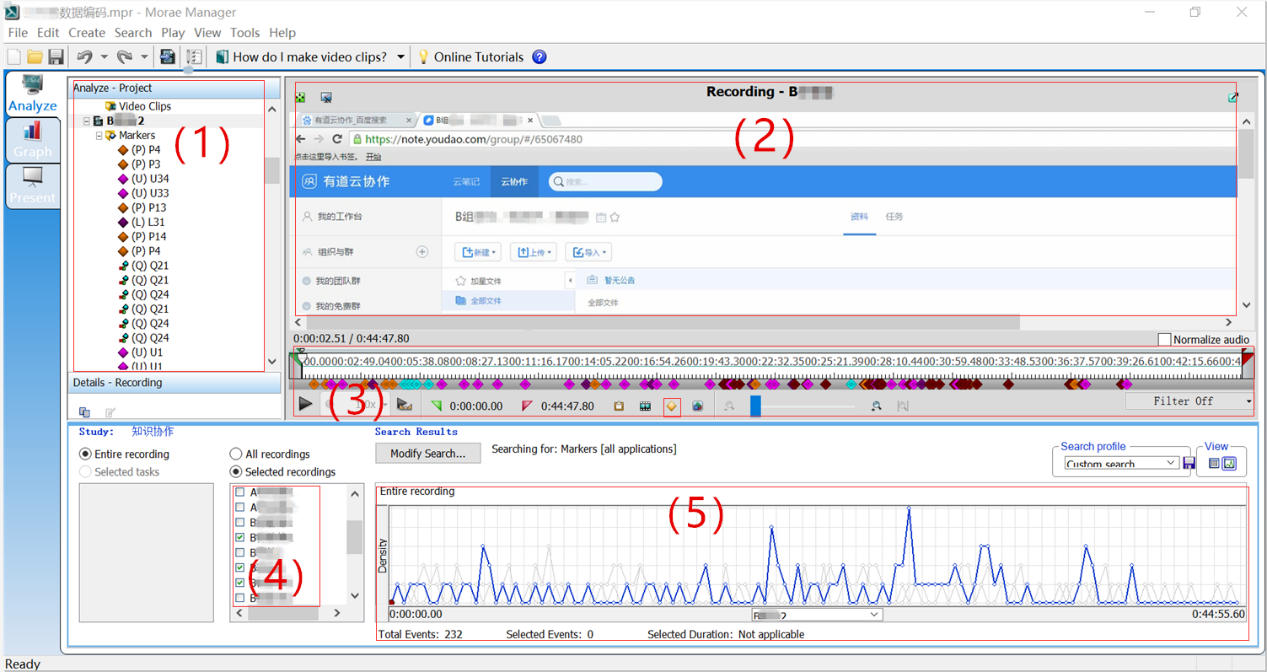 数据编码.mpr - Morae Manager
File Edit Create Search Play View Tools Help
How do I make video clips? Online Tutorials
Analyze
Graph
Present
Analyze - Project
Video Clips
B 2
Markers
(P) P4
(P) P3
(U) U34
(U) U33
(P) P13
(L) L31
(P) P14
(P) P4
(Q) Q21
(Q) Q21
(Q) Q24
(Q) Q21
(Q) Q24
(Q) Q24
(U) U1
(U) U1
(1)
Details - Recording
Recording - B
有道云协作_百度搜索 B组
(2)
https://note.youdao.com/group/#/65067480
点击这里导入书签。 开始
有道云协作 云笔记 云协作 搜索...
我的工作台 B组 资料 任务
组织与群 新建 上传 导入
我的团队群 加星文件 暂无公告
我的免费群 全部文件 全部文件
0:00:02.51 / 0:44:47.80 Normalize audio
00.0000:02:49.0400:05:38.0800:08:27.1300:11:16.1700:14:05.2200:16:54.2600:19:43.3000:22:32.3500:25:21.3900:28:10.4400:30:59.4800:33:48.5300:36:37.5700:39:26.6100:42:15.6600:4
(3) 0:00:00.00 0:44:47.80 Filter Off
Study: 知识协作
Entire recording
Selected tasks
All recordings
Selected recordings
A
A
B
B
B
B
B
B
(4)
Search Results
Modify Search... Searching for: Markers [all applications]
Search profile
Custom search
View
Entire recording
(5)
Density
0:00:00.00 2 0:44:55.60
Total Events: 232 Selected Events: 0 Selected Duration: Not applicable
Ready